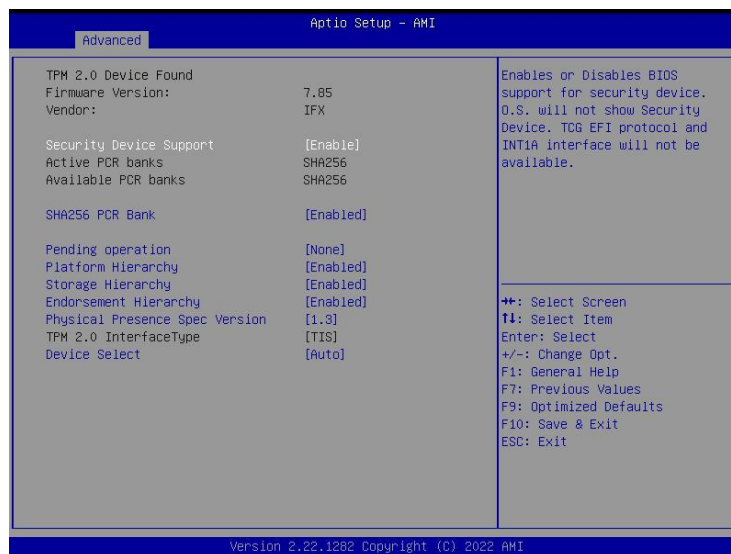 Aptio Setup - AMI
Advanced
TPM 2.0 Device Found
Firmware Version: 7.85
Vendor: IFX
Security Device Support [Enable]
Active PCR banks SHA256
Available PCR banks SHA256
SHA256 PCR Bank [Enabled]
Pending operation [None]
Platform Hierarchy [Enabled]
Storage Hierarchy [Enabled]
Endorsement Hierarchy [Enabled]
Physical Presence Spec Version [1.3]
TPM 2.0 InterfaceType [TIS]
Device Select [Auto]
Enables or Disables BIOS
support for security device.
O.S. will not show Security
Device. TCG EFI protocol and
INT1A interface will not be
available.
→←: Select Screen
↑↓: Select Item
Enter: Select
+/-: Change Opt.
F1: General Help
F7: Previous Values
F9: Optimized Defaults
F10: Save & Exit
ESC: Exit
Version 2.22.1282 Copyright (C) 2022 AMI